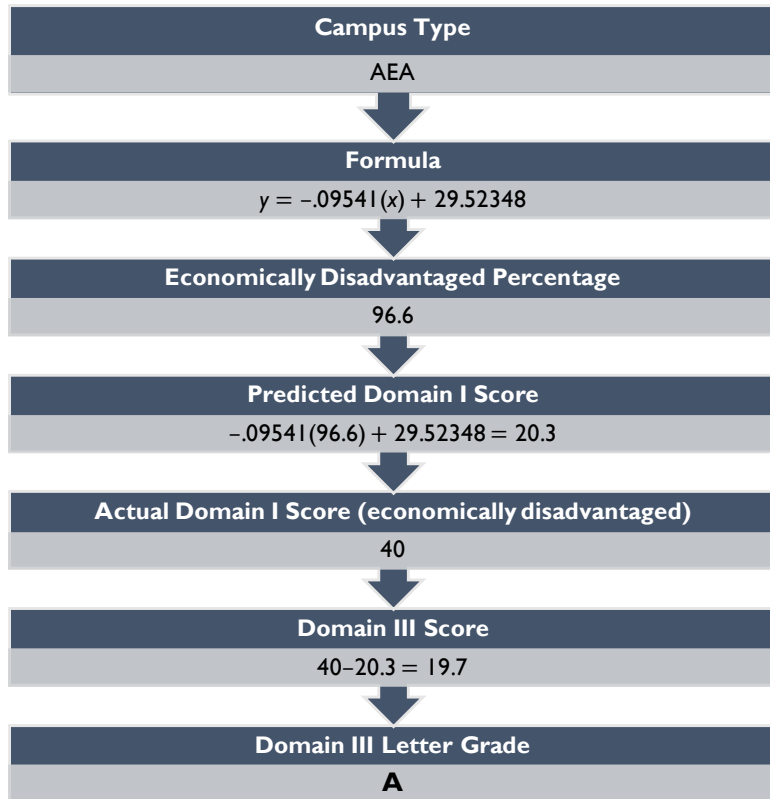 Campus Type
AEA
Formula
y = –.09541(x) + 29.52348
Economically Disadvantaged Percentage
96.6
Predicted Domain I Score
–.09541(96.6) + 29.52348 = 20.3
Actual Domain I Score (economically disadvantaged)
40
Domain III Score
40–20.3 = 19.7
Domain III Letter Grade
A